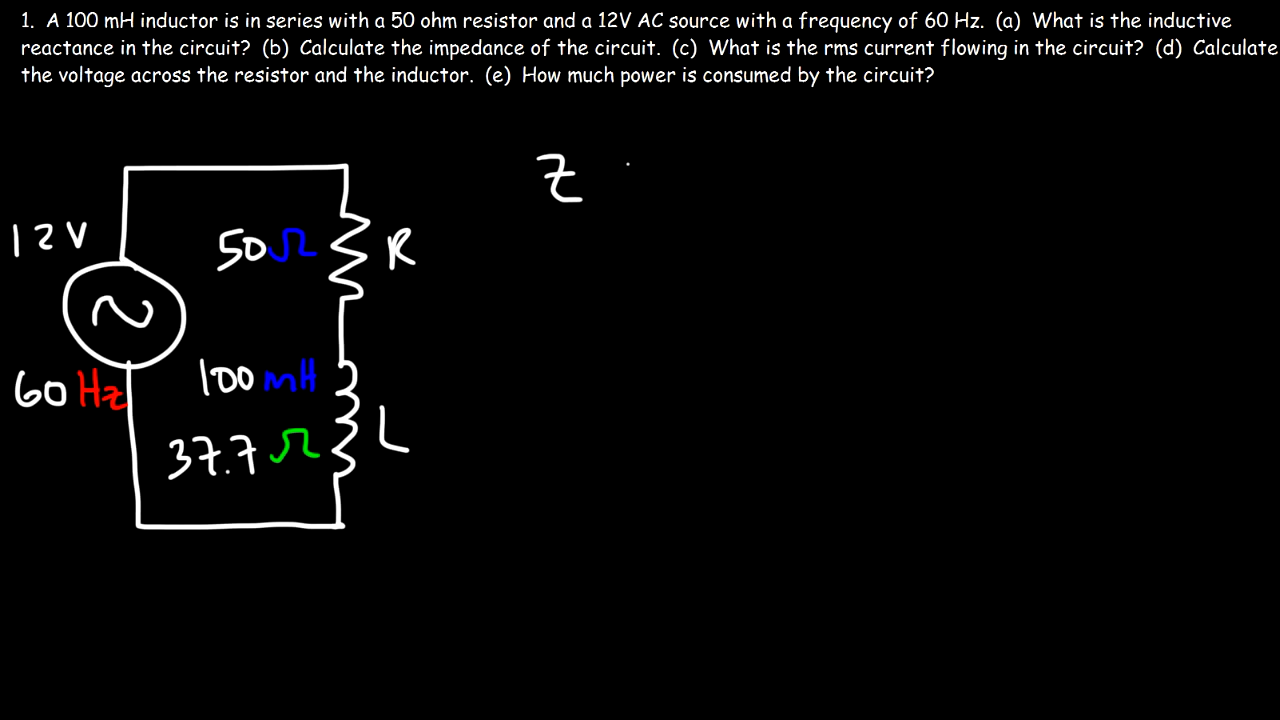 1. A 100 mH inductor is in series with a 50 ohm resistor and a 12V AC source with a frequency of 60 Hz. (a) What is the inductive
reactance in the circuit? (b) Calculate the impedance of the circuit. (c) What is the rms current flowing in the circuit? (d) Calculate
the voltage across the resistor and the inductor. (e) How much power is consumed by the circuit?
Z
12V
50Ω
R
60 Hz
100 mH
37.7 Ω
L